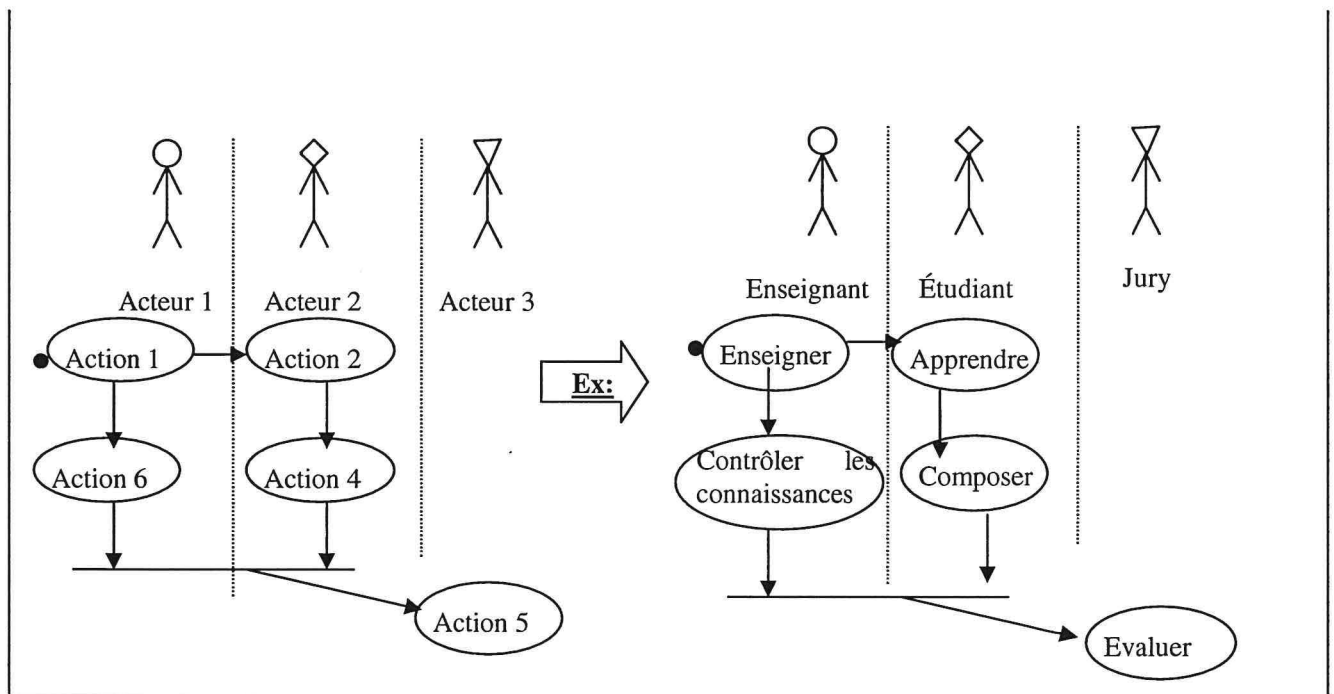 Acteur 1
Acteur 2
Acteur 3
Action 1
Action 2
Action 6
Action 4
Action 5
Ex:
Enseignant
Étudiant
Jury
Enseigner
Apprendre
Contrôler les
connaissances
Composer
Evaluer